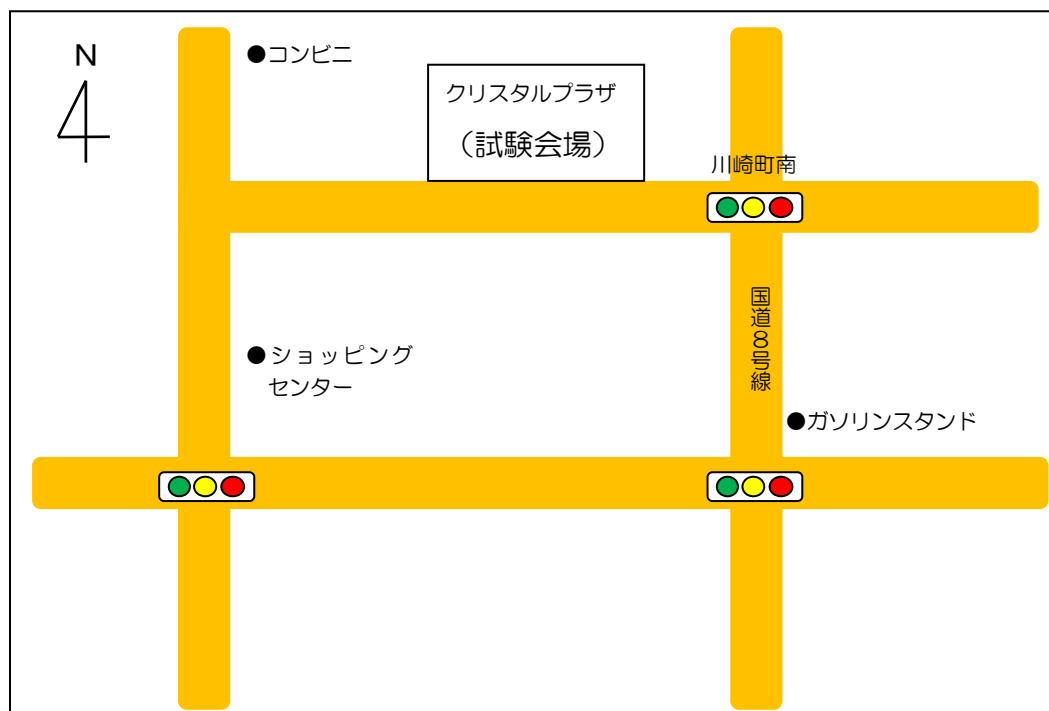 N
●コンビニ
クリスタルプラザ
（試験会場）
川崎町南
国道8号線
●ショッピング
センター
●ガソリンスタンド